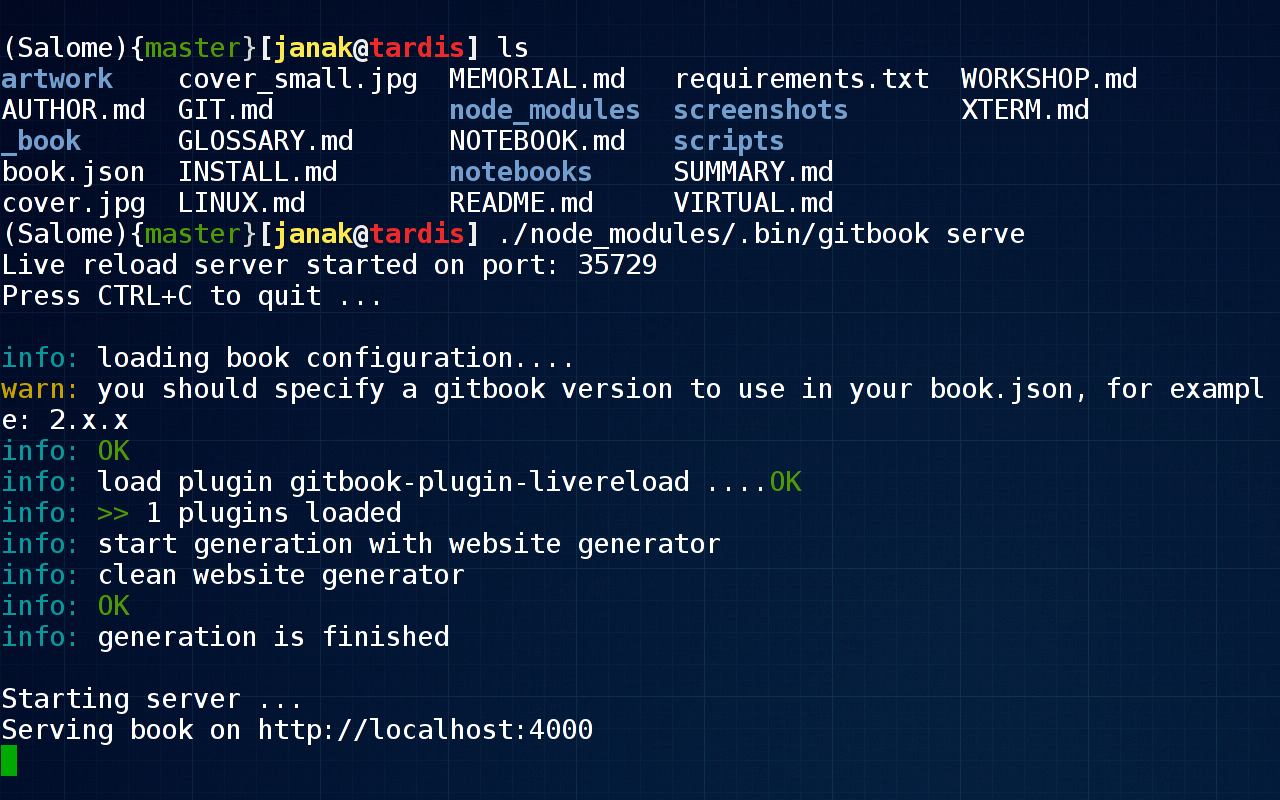 (Salome){master}[janak@tardis] ls
artwork    cover_small.jpg  MEMORIAL.md   requirements.txt  WORKSHOP.md
AUTHOR.md  GIT.md           node_modules  screenshots       XTERM.md
_book      GLOSSARY.md      NOTEBOOK.md   scripts
book.json  INSTALL.md       notebooks     SUMMARY.md
cover.jpg  LINUX.md         README.md     VIRTUAL.md
(Salome){master}[janak@tardis] ./node_modules/.bin/gitbook serve
Live reload server started on port: 35729
Press CTRL+C to quit ...
info: loading book configuration....
warn: you should specify a gitbook version to use in your book.json, for exampl
e: 2.x.x
info: OK
info: load plugin gitbook-plugin-livereload ....OK
info: >> 1 plugins loaded
info: start generation with website generator
info: clean website generator
info: OK
info: generation is finished
Starting server ...
Serving book on http://localhost:4000